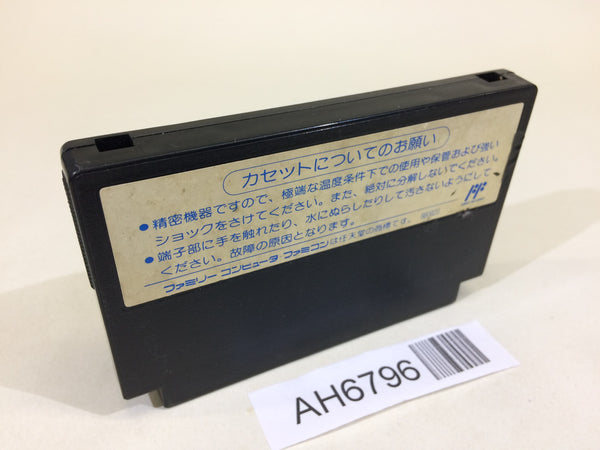 カセットについてのお願い
●精密機器ですので、極端な温度条件下での使用や保管および強い
ショックをさけてください。また、絶対に分解しないでください。
●端子部に手を触れたり、水にぬらしたりして汚さないようにして
ください。故障の原因となります。
ファミリーコンピュータ ファミコンは任天堂の商標です。
AH6796